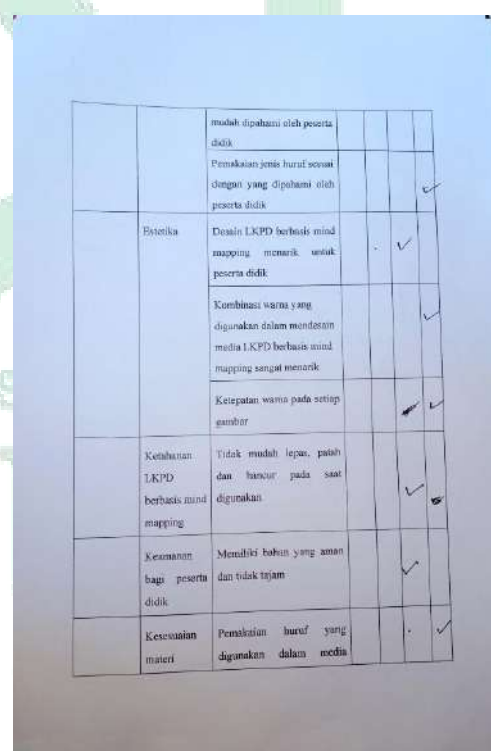 mudah dipahami oleh peserta
didik
Pemakaian jenis huruf sesuai
dengan yang dipahami oleh
peserta didik
Estetika
Desain LKPD berbasis mind
mapping menarik untuk
peserta didik
Kombinasi warna yang
digunakan dalam mendesain
media LKPD berbasis mind
mapping sangat menarik
Ketepatan warna pada setiap
gambar
Ketahanan
LKPD
berbasis mind
mapping
Tidak mudah lepas, patah
dan hancur pada saat
digunakan
Keamanan
bagi peserta
didik
Memiliki bahan yang aman
dan tidak tajam
Kesesuaian
materi
Pemakaian huruf yang
digunakan dalam media